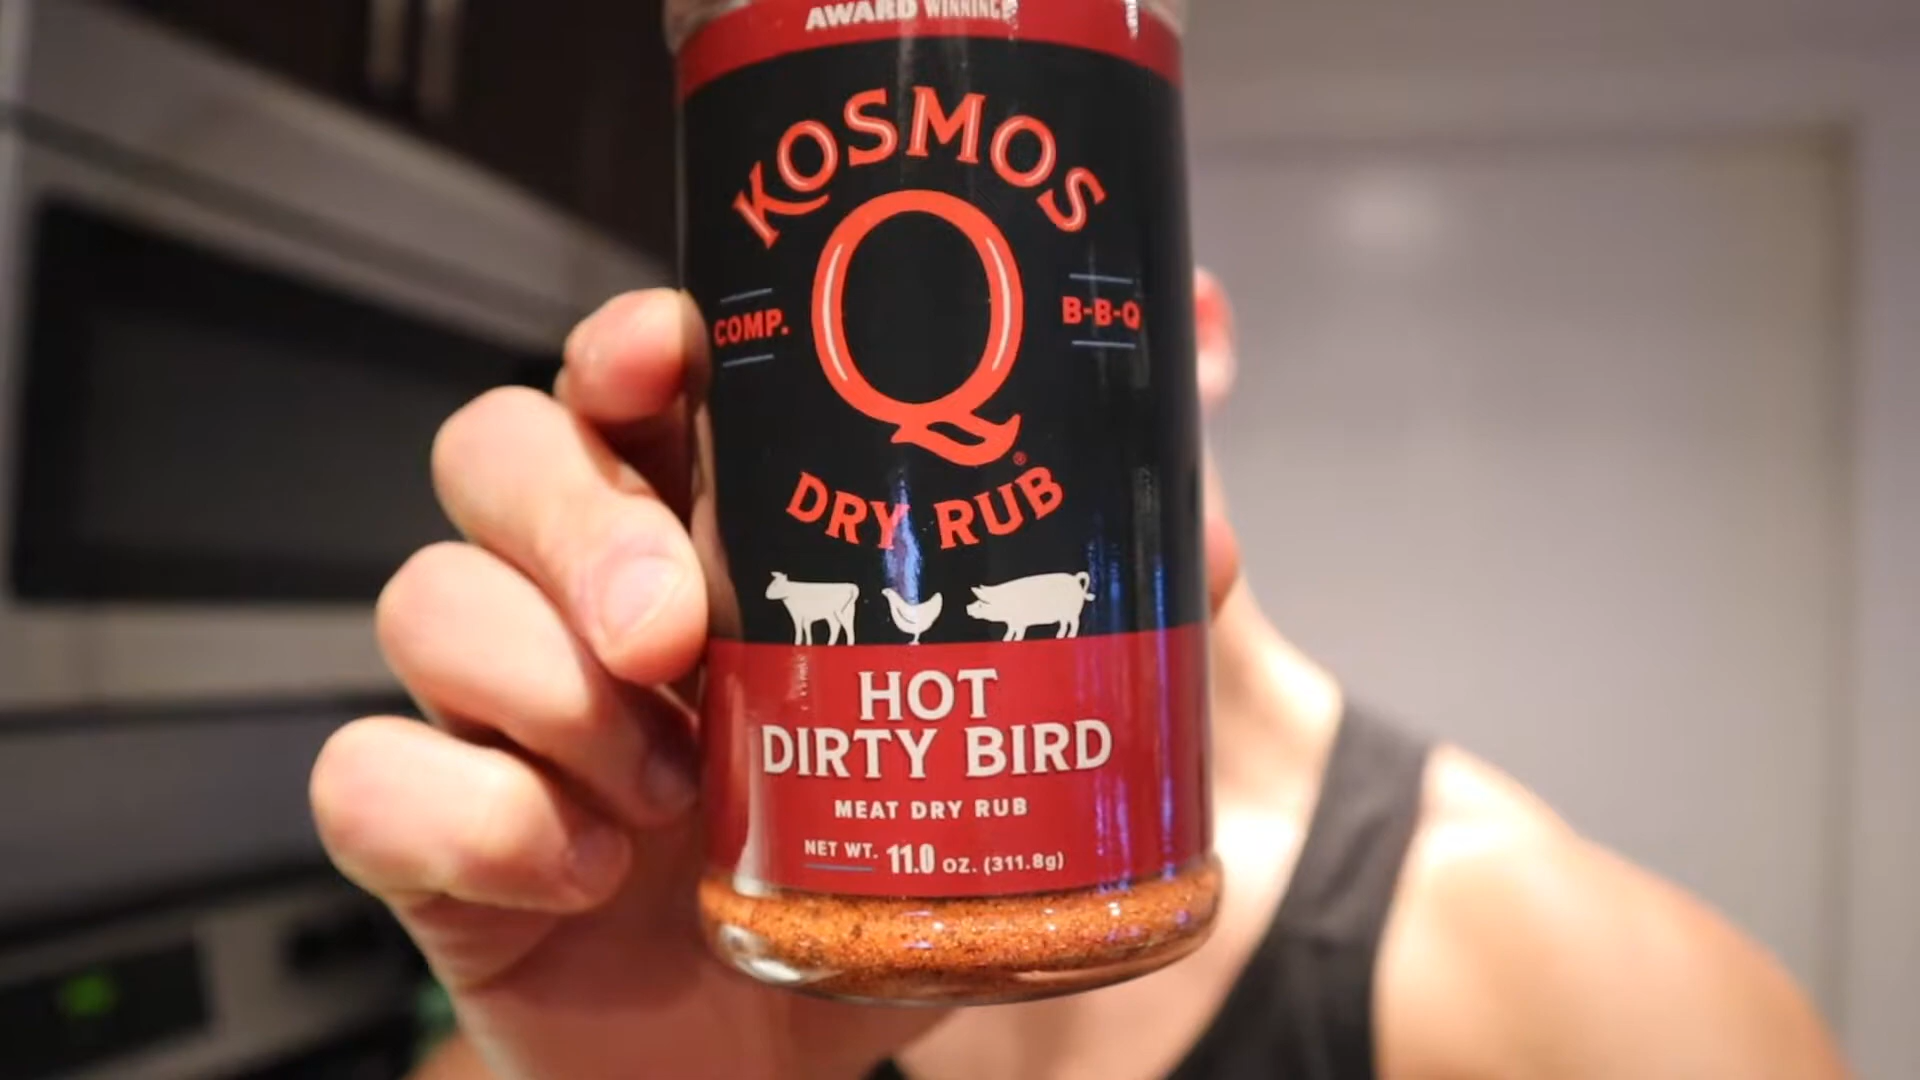 AWARD WINNING
KOSMOS
Q
COMP.
B-B-Q
®
DRY RUB
HOT
DIRTY BIRD
MEAT DRY RUB
NET WT. 11.0 OZ. (311.8g)